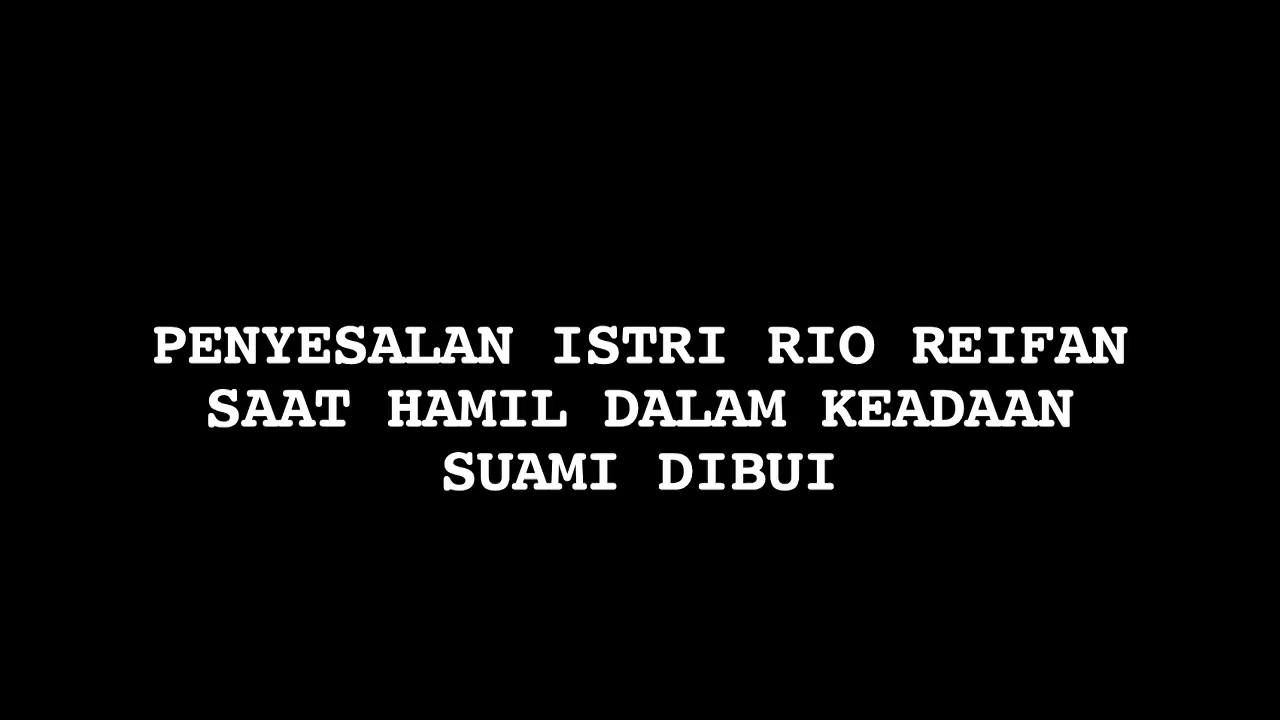 PENYESALAN ISTRI RIO REIFAN
SAAT HAMIL DALAM KEADAAN
SUAMI DIBUI